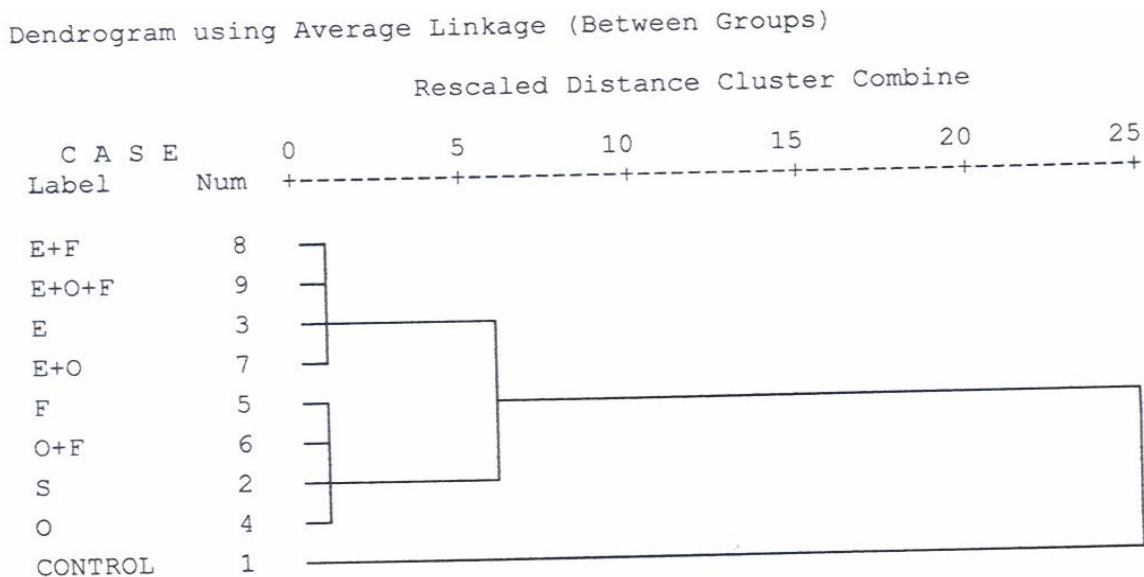 Dendrogram using Average Linkage (Between Groups)
Rescaled Distance Cluster Combine
C A S E 0 5 10 15 20 25
Label Num +---------+---------+---------+---------+---------+
E+F 8
E+O+F 9
E 3
E+O 7
F 5
O+F 6
S 2
O 4
CONTROL 1